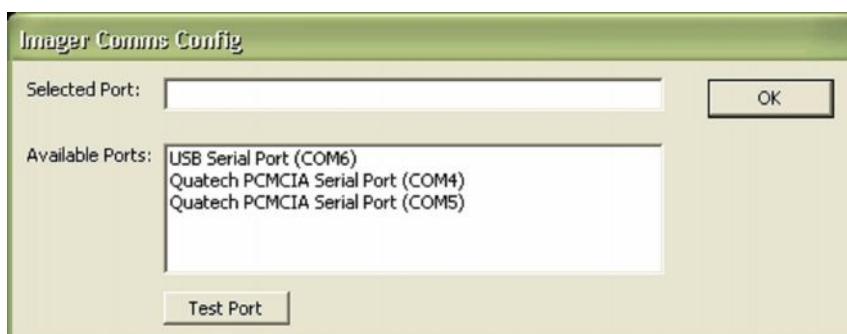 Imager Comms Config
Selected Port:
OK
Available Ports:
USB Serial Port (COM6)
Quatech PCMCIA Serial Port (COM4)
Quatech PCMCIA Serial Port (COM5)
Test Port